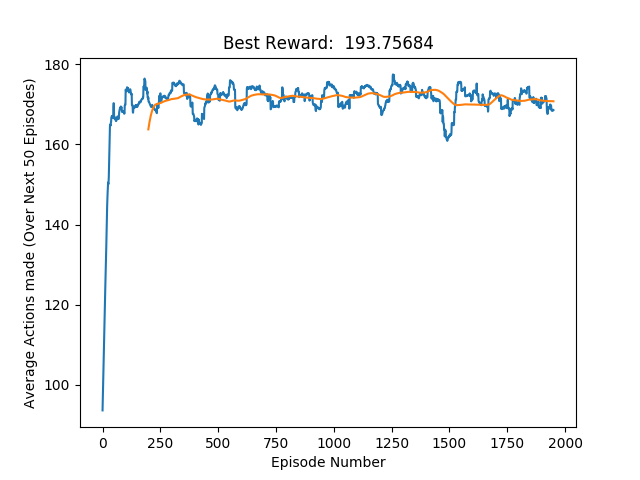 Best Reward:  193.75684
Average Actions made (Over Next 50 Episodes)
180
160
140
120
100
0 250 500 750 1000 1250 1500 1750 2000
Episode Number